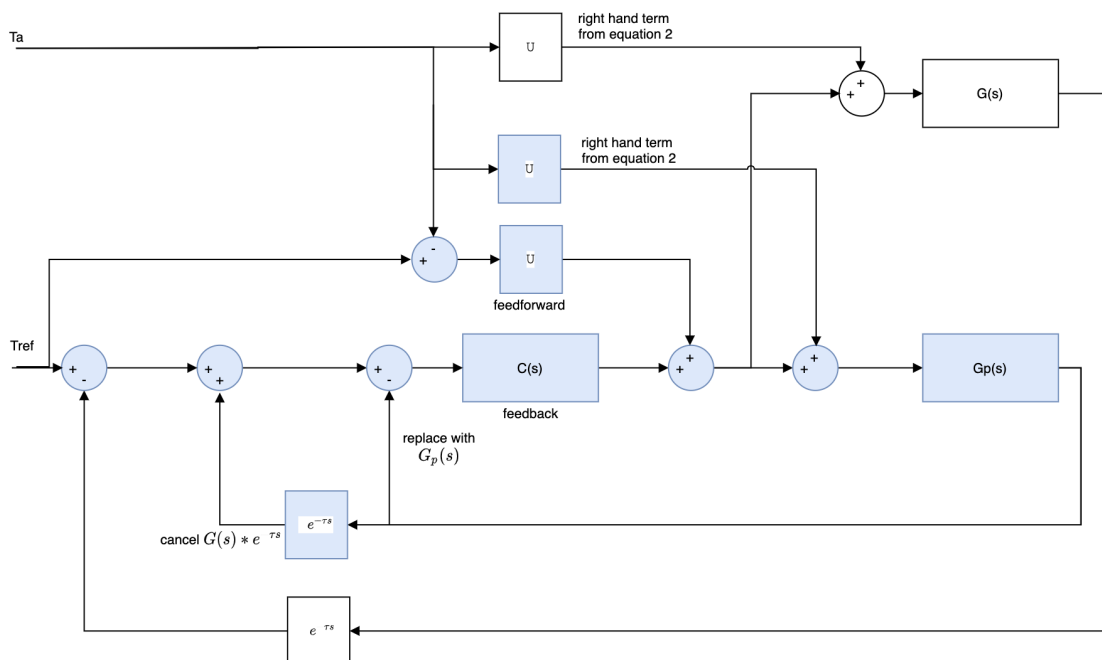 Ta
U
right hand term
from equation 2
+
+
G(s)
U
right hand term
from equation 2
-
+
U
feedforward
Tref
+
-
+
+
+
-
C(s)
feedback
+
+
+
+
Gp(s)
replace with
G_p(s)
e^{-τs}
cancel G(s) * e^{ τs}
e^{ τs}